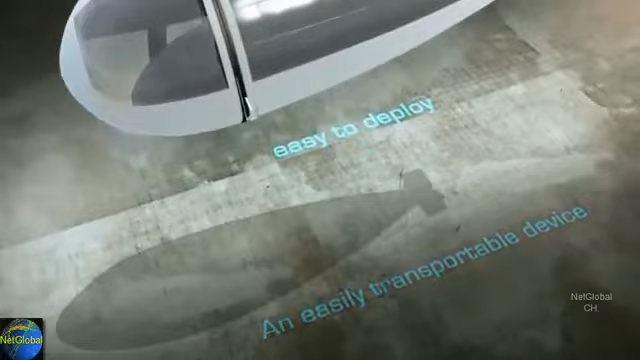 easy to deploy
An easily transportable device
NetGlobal
CH.
NetGlobal